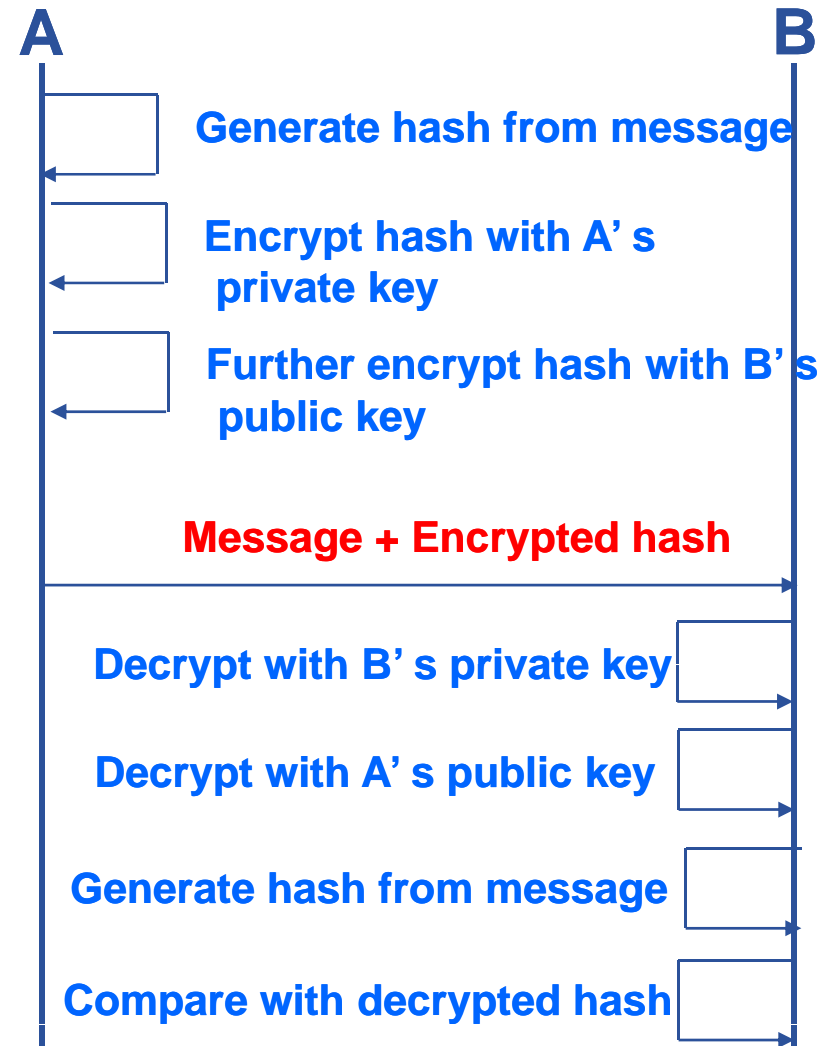 A
B
Generate hash from message
Encrypt hash with A’ s
private key
Further encrypt hash with B’ s
public key
Message + Encrypted hash
Decrypt with B’ s private key
Decrypt with A’ s public key
Generate hash from message
Compare with decrypted hash